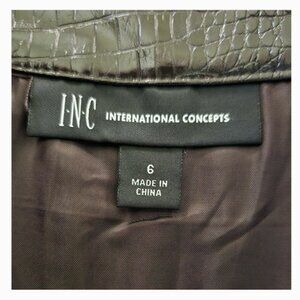 I·N·C INTERNATIONAL CONCEPTS
6
MADE IN
CHINA